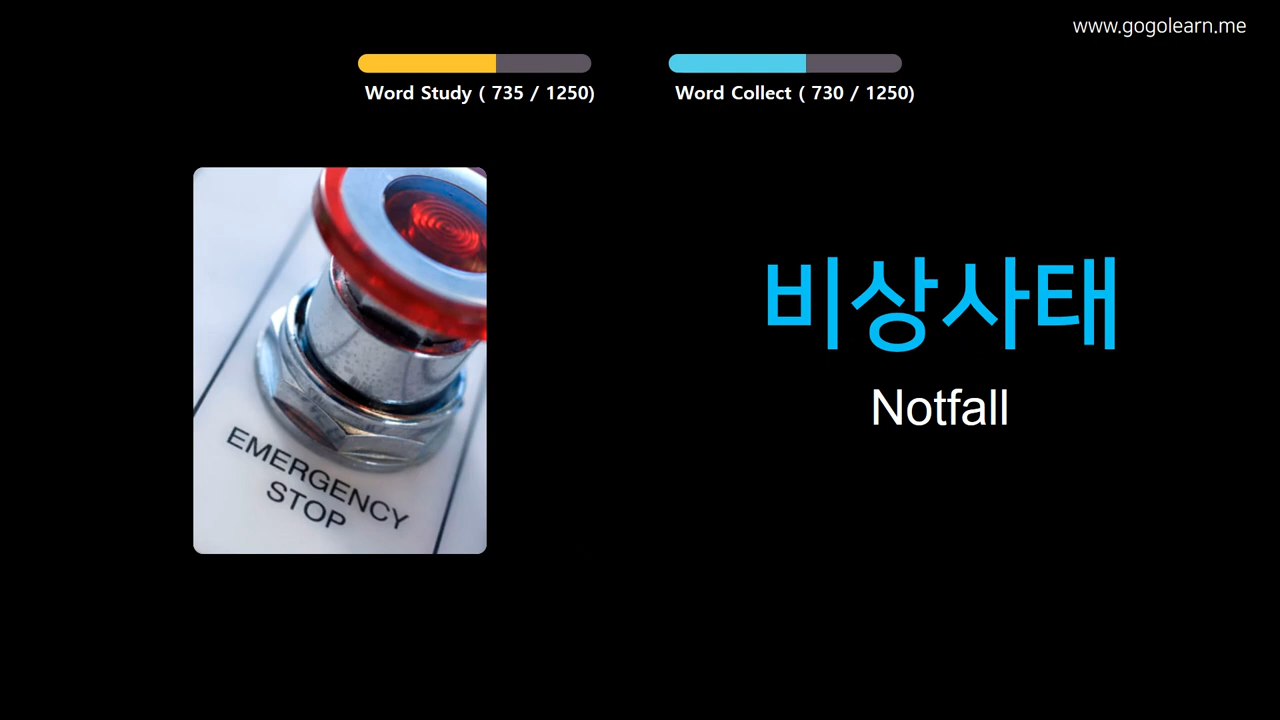 www.gogolearn.me
Word Study ( 735 / 1250)
Word Collect ( 730 / 1250)
비상사태
Notfall
EMERGENCY
STOP